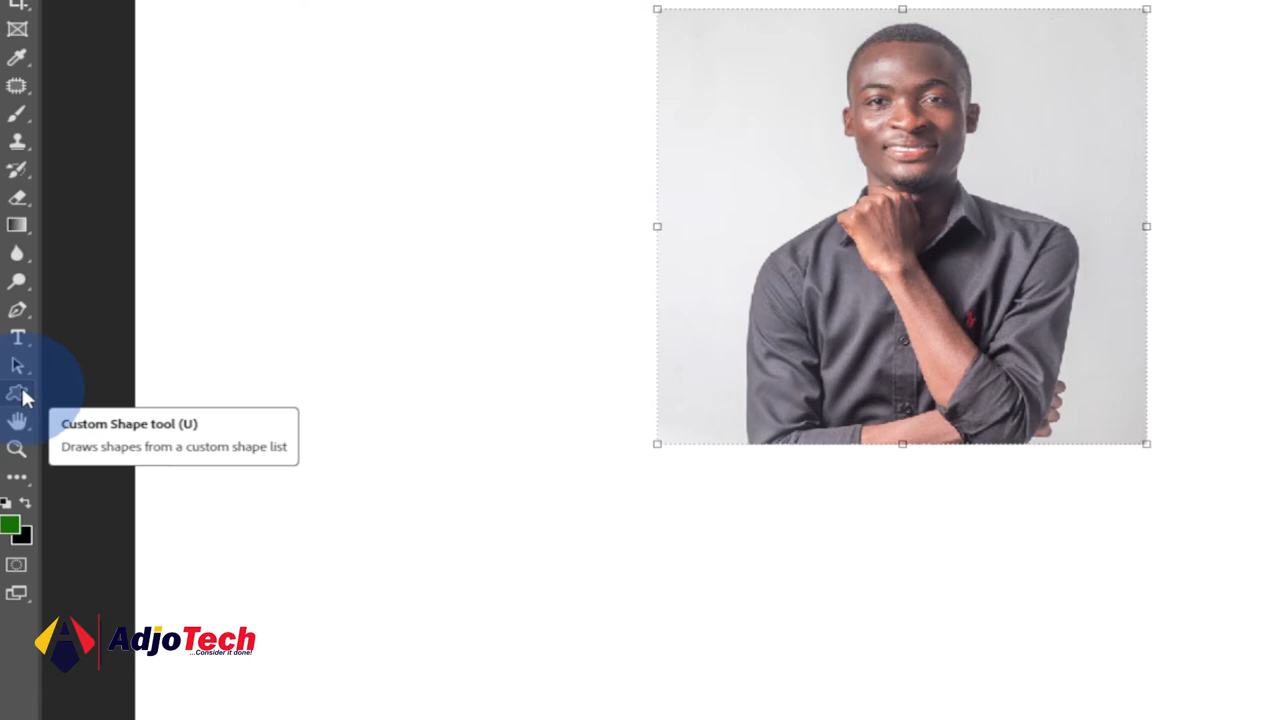 Custom Shape tool (U)
Draws shapes from a custom shape list
AdjoTech
...Consider it done!